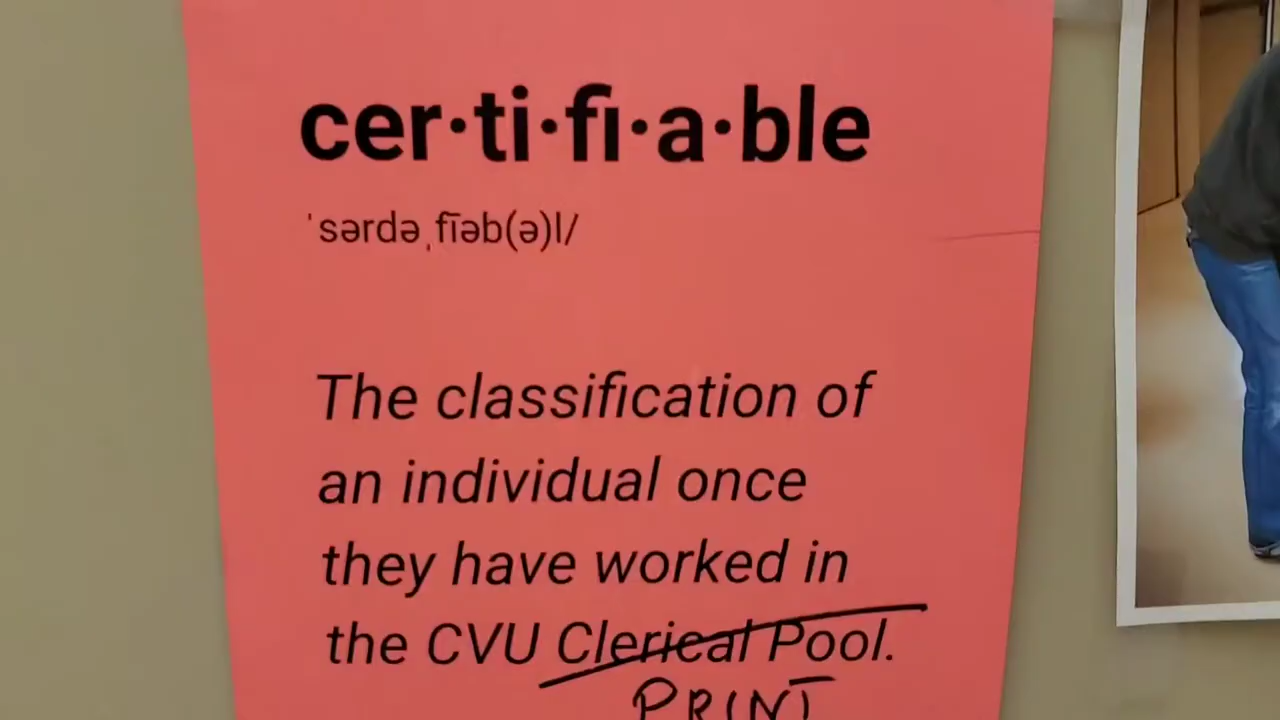 cer·ti·fi·a·ble
ˈsərdəˌfīəb(ə)l/
The classification of
an individual once
they have worked in
the CVU Clerical Pool.
PRINT